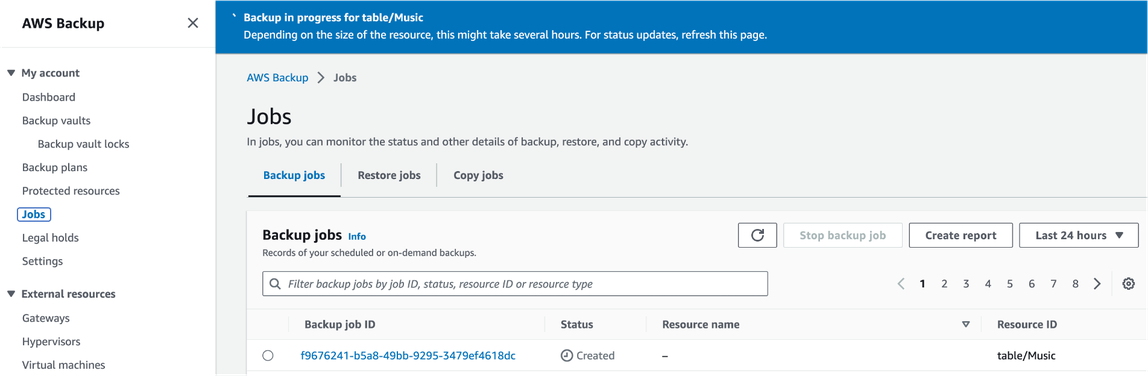 AWS Backup
My account
Dashboard
Backup vaults
Backup vault locks
Backup plans
Protected resources
Jobs
Legal holds
Settings
External resources
Gateways
Hypervisors
Virtual machines
Backup in progress for table/Music
Depending on the size of the resource, this might take several hours. For status updates, refresh this page.
AWS Backup Jobs
Jobs
In jobs, you can monitor the status and other details of backup, restore, and copy activity.
Backup jobs Restore jobs Copy jobs
Backup jobs Info
Records of your scheduled or on-demand backups.
Stop backup job Create report Last 24 hours
Filter backup jobs by job ID, status, resource ID or resource type
1 2 3 4 5 6 7 8
Backup job ID Status Resource name Resource ID
f9676241-b5a8-49bb-9295-3479ef4618dc Created – table/Music